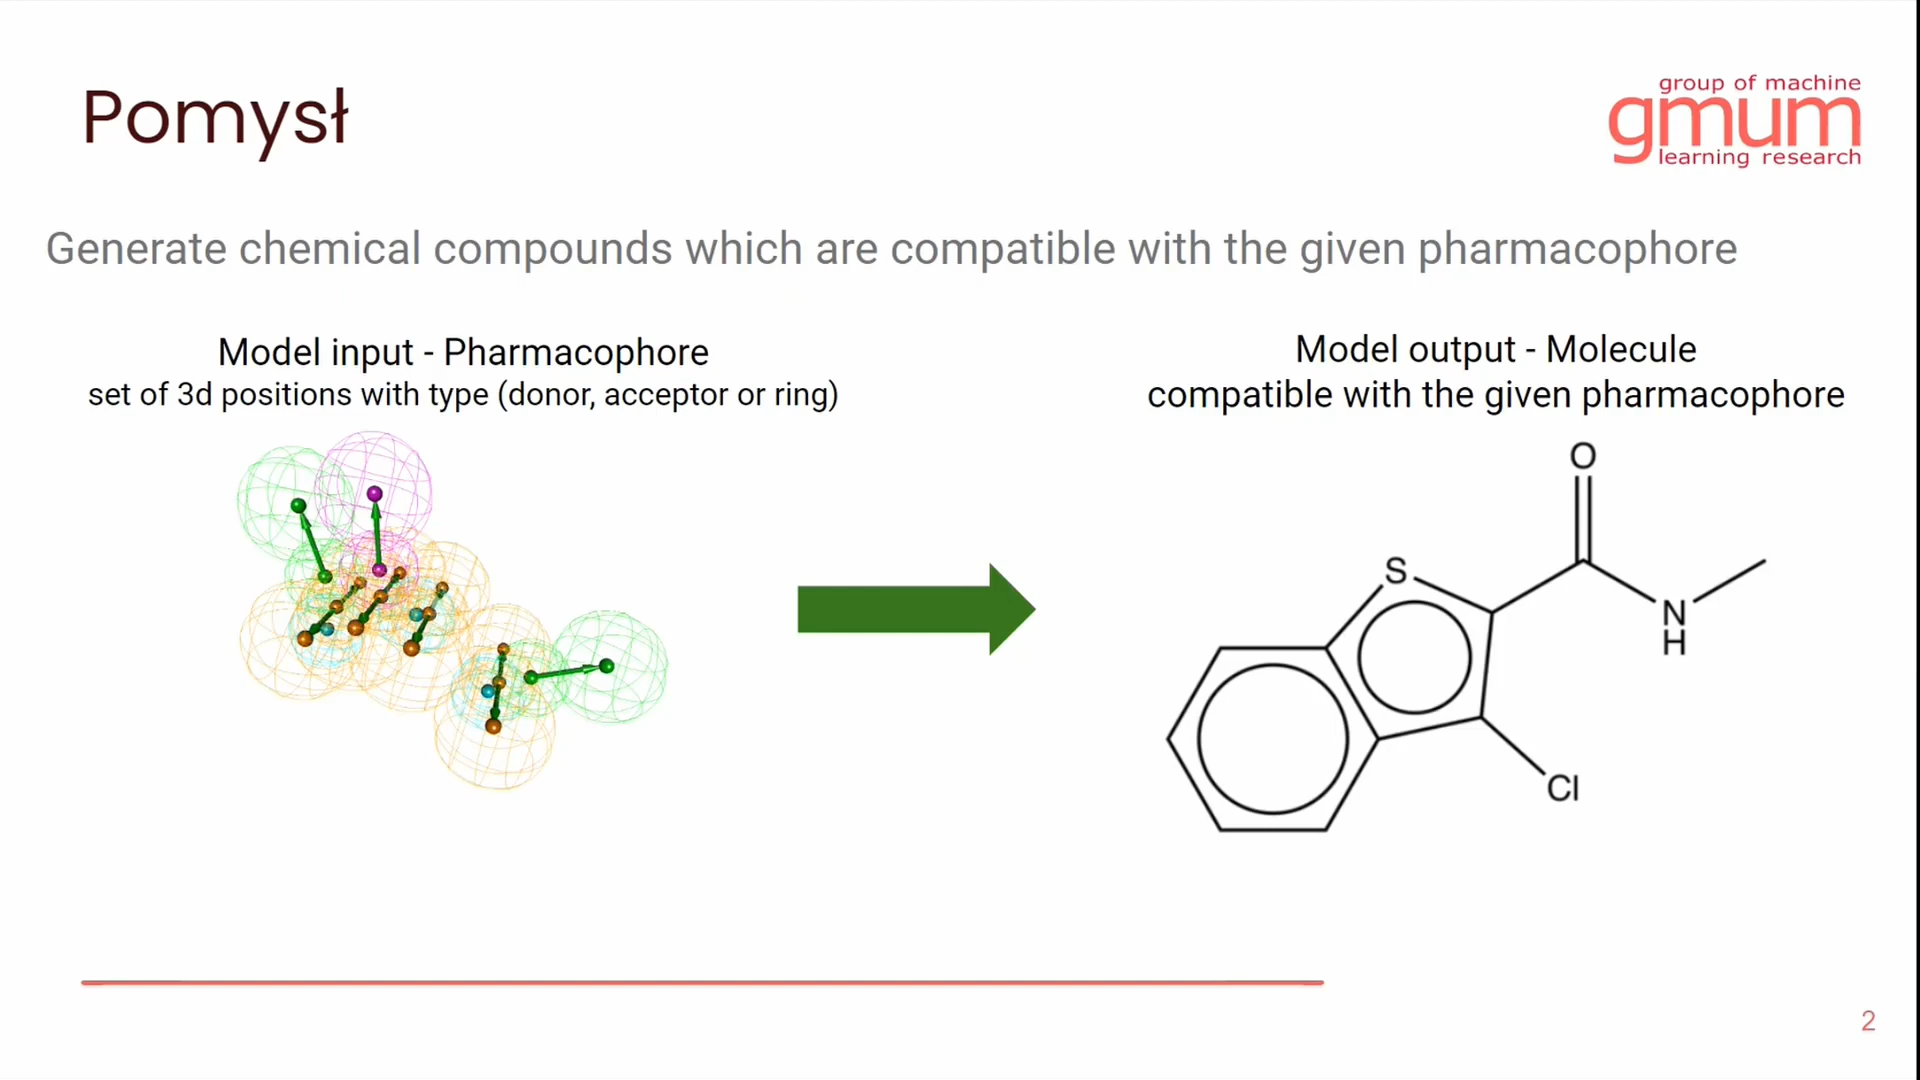 Pomysł
group of machine
gmum
learning research
Generate chemical compounds which are compatible with the given pharmacophore
Model input - Pharmacophore
set of 3d positions with type (donor, acceptor or ring)
Model output - Molecule
compatible with the given pharmacophore
O
S
N
H
Cl
2